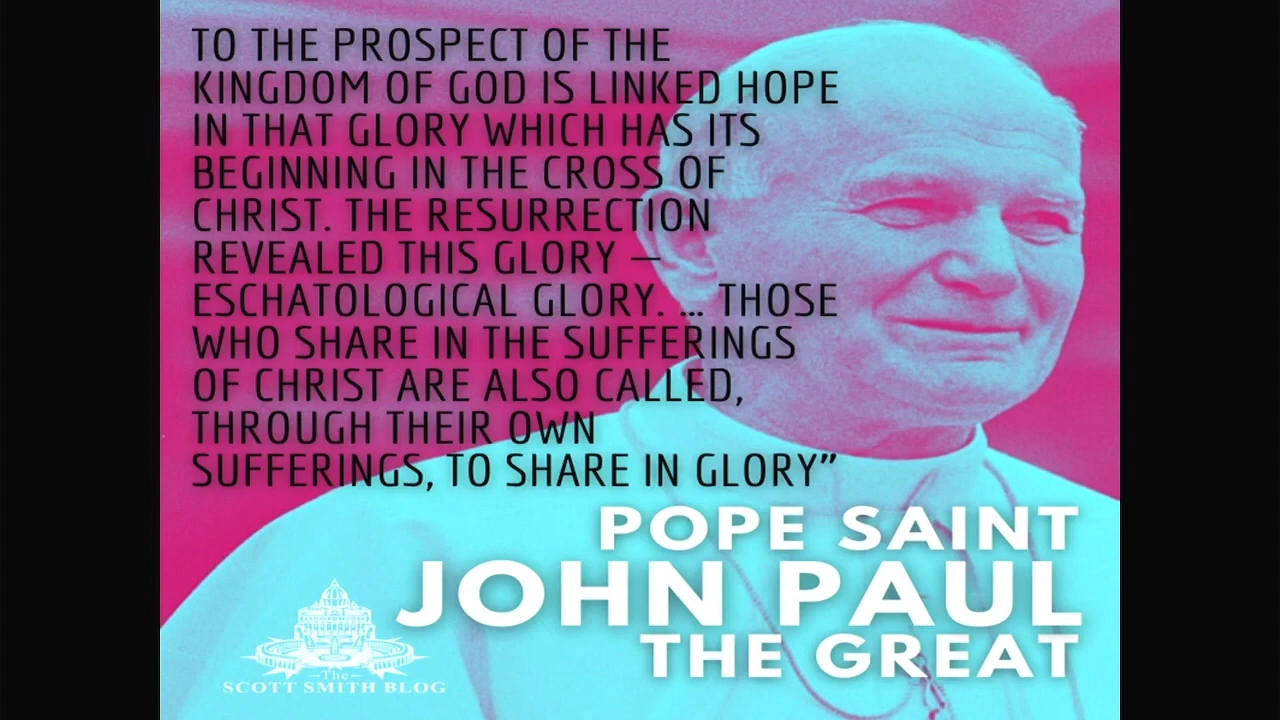 TO THE PROSPECT OF THE
KINGDOM OF GOD IS LINKED HOPE
IN THAT GLORY WHICH HAS ITS
BEGINNING IN THE CROSS OF
CHRIST. THE RESURRECTION
REVEALED THIS GLORY —
ESCHATOLOGICAL GLORY. ... THOSE
WHO SHARE IN THE SUFFERINGS
OF CHRIST ARE ALSO CALLED,
THROUGH THEIR OWN
SUFFERINGS, TO SHARE IN GLORY”
POPE SAINT
JOHN PAUL
THE GREAT
The
SCOTT SMITH BLOG